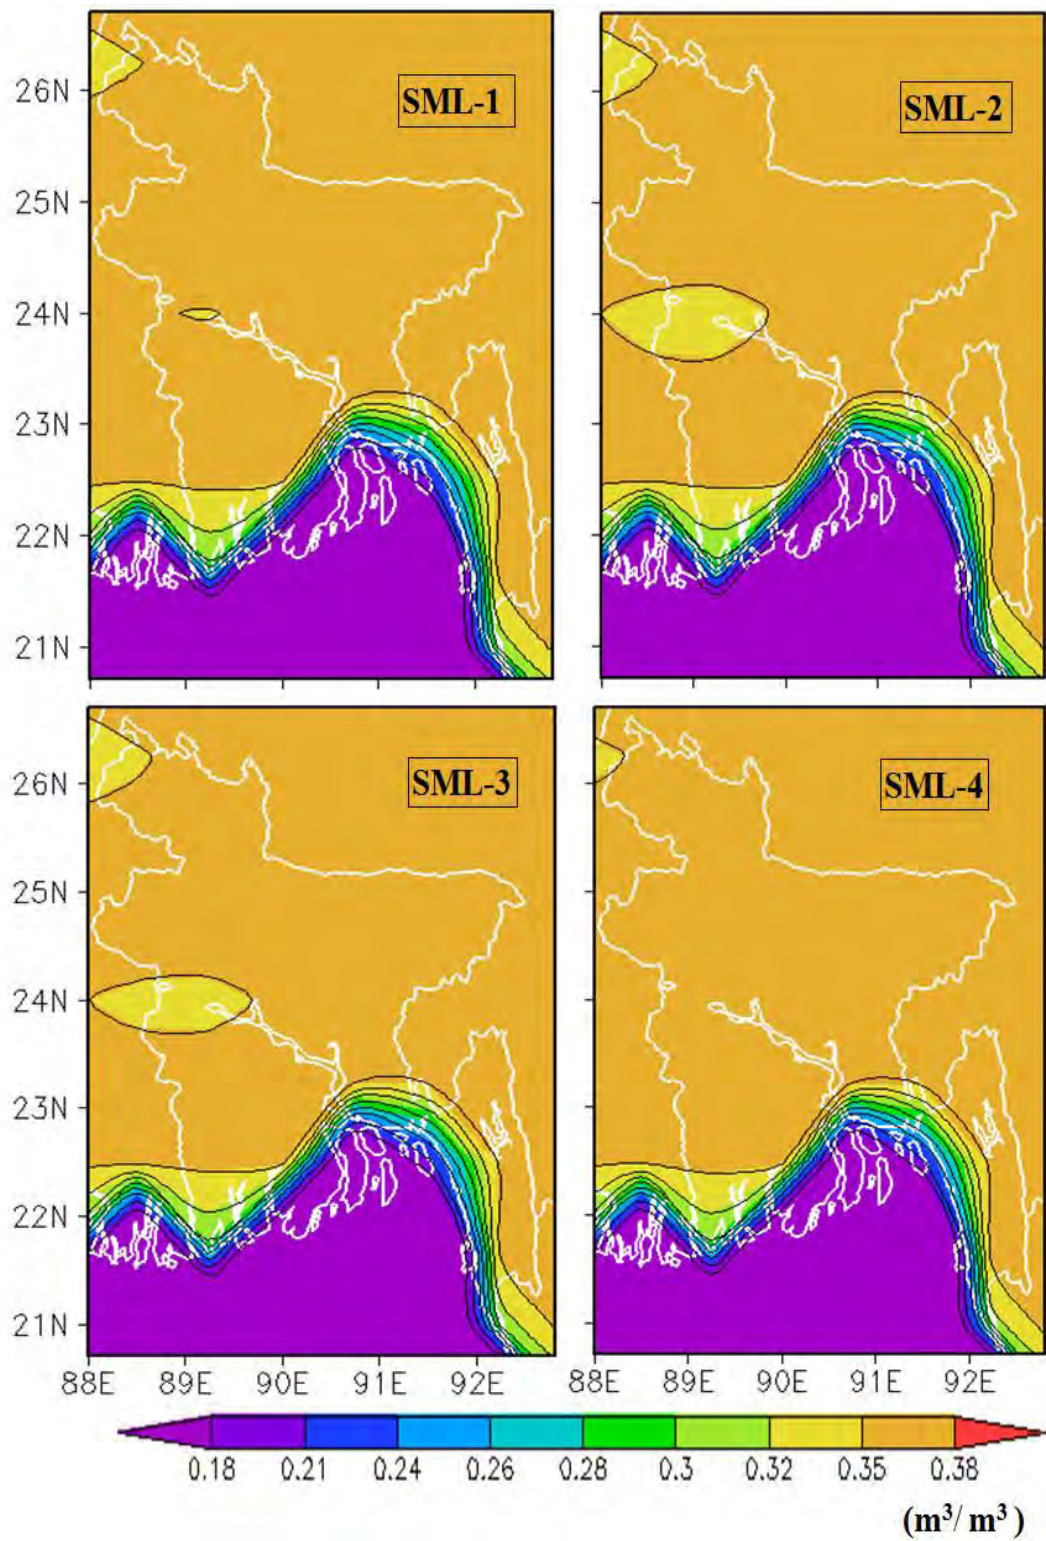 SML-1
SML-2
26N
25N
24N
23N
22N
21N
SML-3
SML-4
26N
25N
24N
23N
22N
21N
88E 89E 90E 91E 92E 88E 89E 90E 91E 92E
0.18 0.21 0.24 0.26 0.28 0.3 0.32 0.35 0.38
(m³/ m³ )